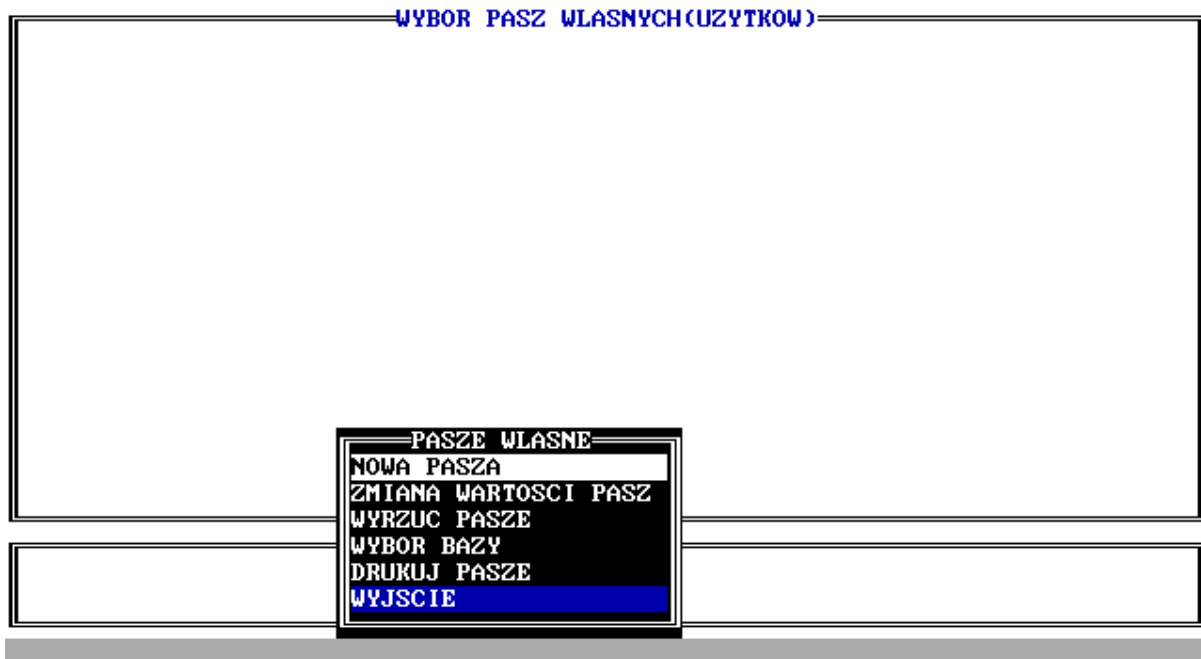 WYBOR PASZ WLASNYCH(UZYTKOW)
PASZE WLASNE
NOWA PASZA
ZMIANA WARTOSCI PASZ
WYRZUC PASZE
WYBOR BAZY
DRUKUJ PASZE
WYJSCIE